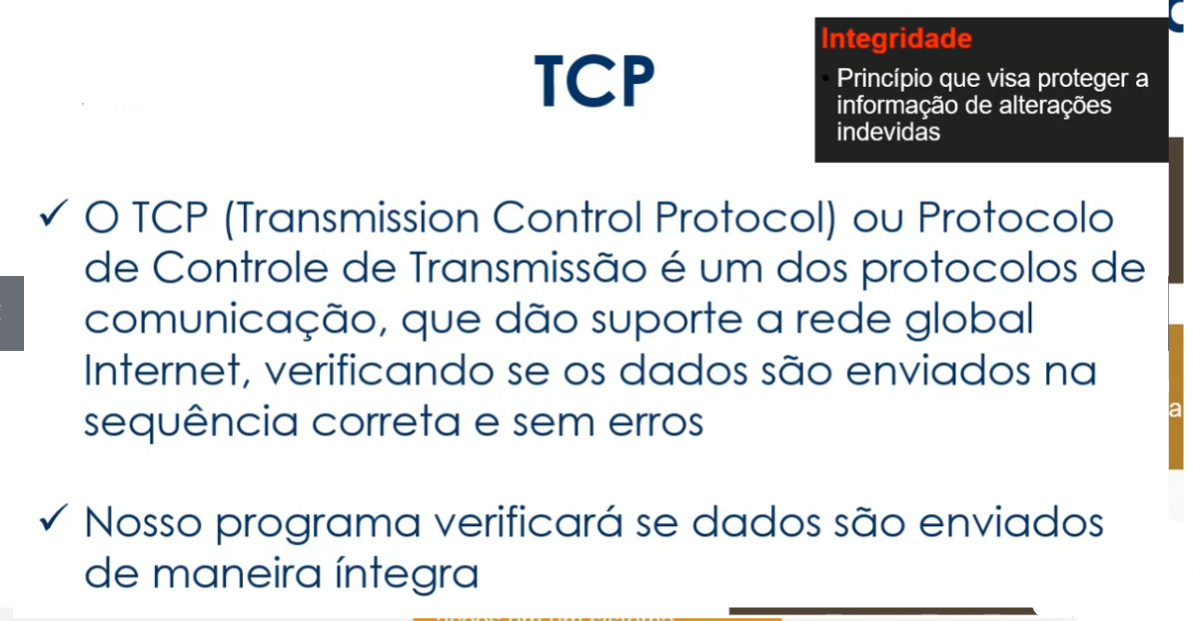 TCP
Integridade
• Princípio que visa proteger a
informação de alterações
indevidas
✓ O TCP (Transmission Control Protocol) ou Protocolo
de Controle de Transmissão é um dos protocolos de
comunicação, que dão suporte a rede global
Internet, verificando se os dados são enviados na
sequência correta e sem erros
✓ Nosso programa verificará se dados são enviados
de maneira íntegra